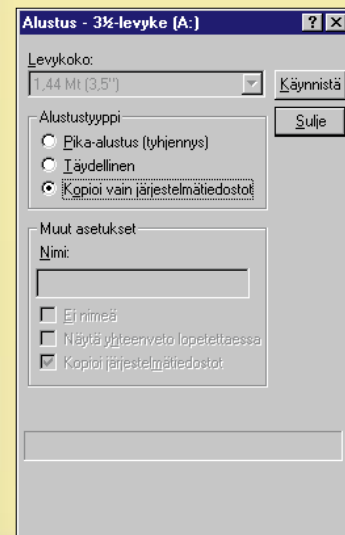 Alustus - 3½-levyke (A:)
Levykoko:
1,44 Mt (3,5")
Käynnistä
Sulje
Alustustyyppi
Pika-alustus (tyhjennys)
Täydellinen
Kopioi vain järjestelmätiedostot
Muut asetukset
Nimi:
Ei nimeä
Näytä yhteenveto lopetettaessa
Kopioi järjestelmätiedostot